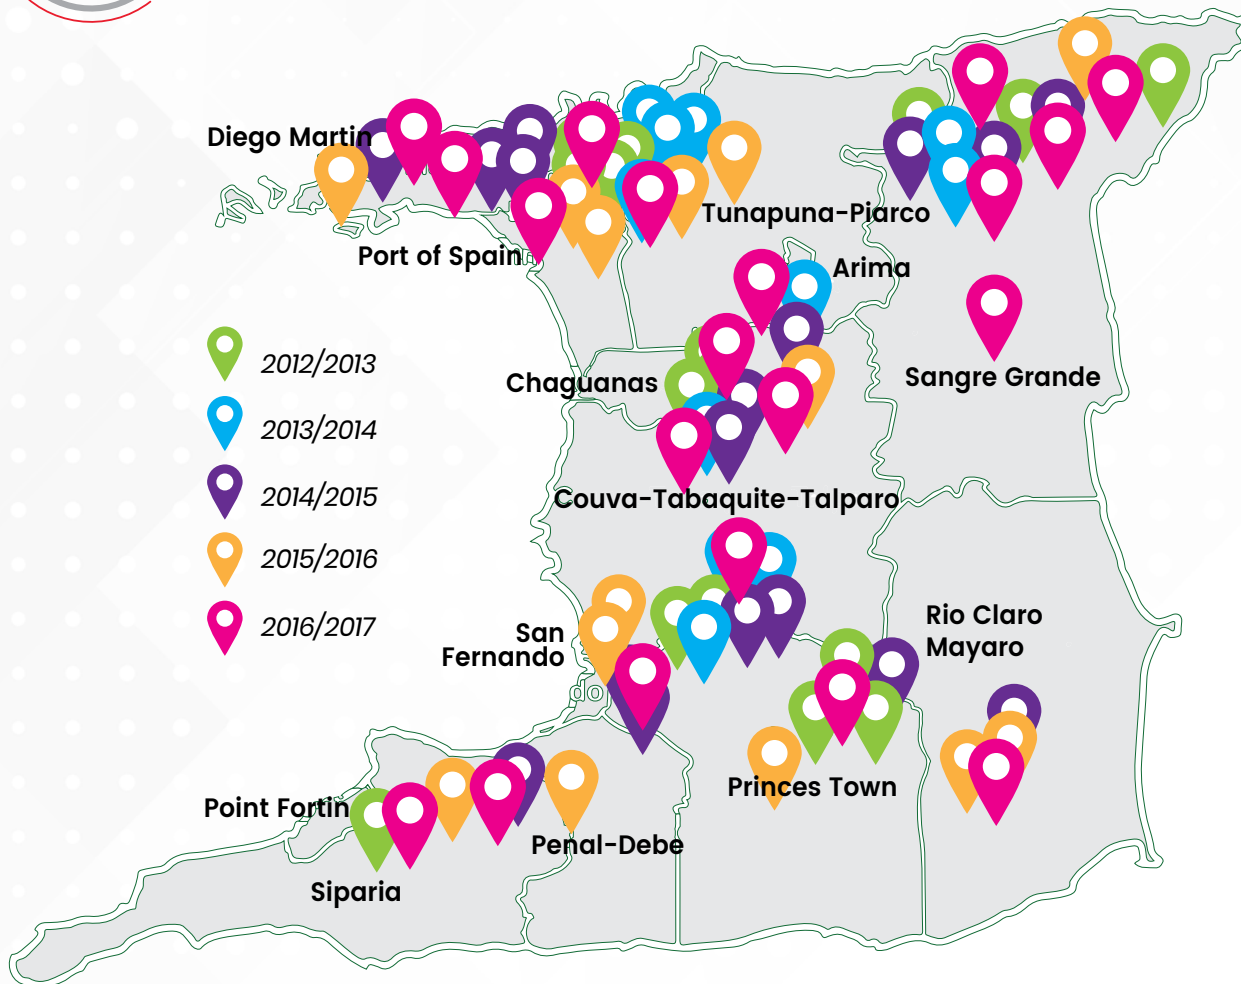 Diego Martin
Tunapuna-Piarco
Port of Spain
Arima
2012/2013
Chaguanas
Sangre Grande
2013/2014
2014/2015
Couva-Tabaquite-Talparo
2015/2016
2016/2017
San
Fernando
Rio Claro
Mayaro
do
Princes Town
Point Fortin
Penal-Debe
Siparia